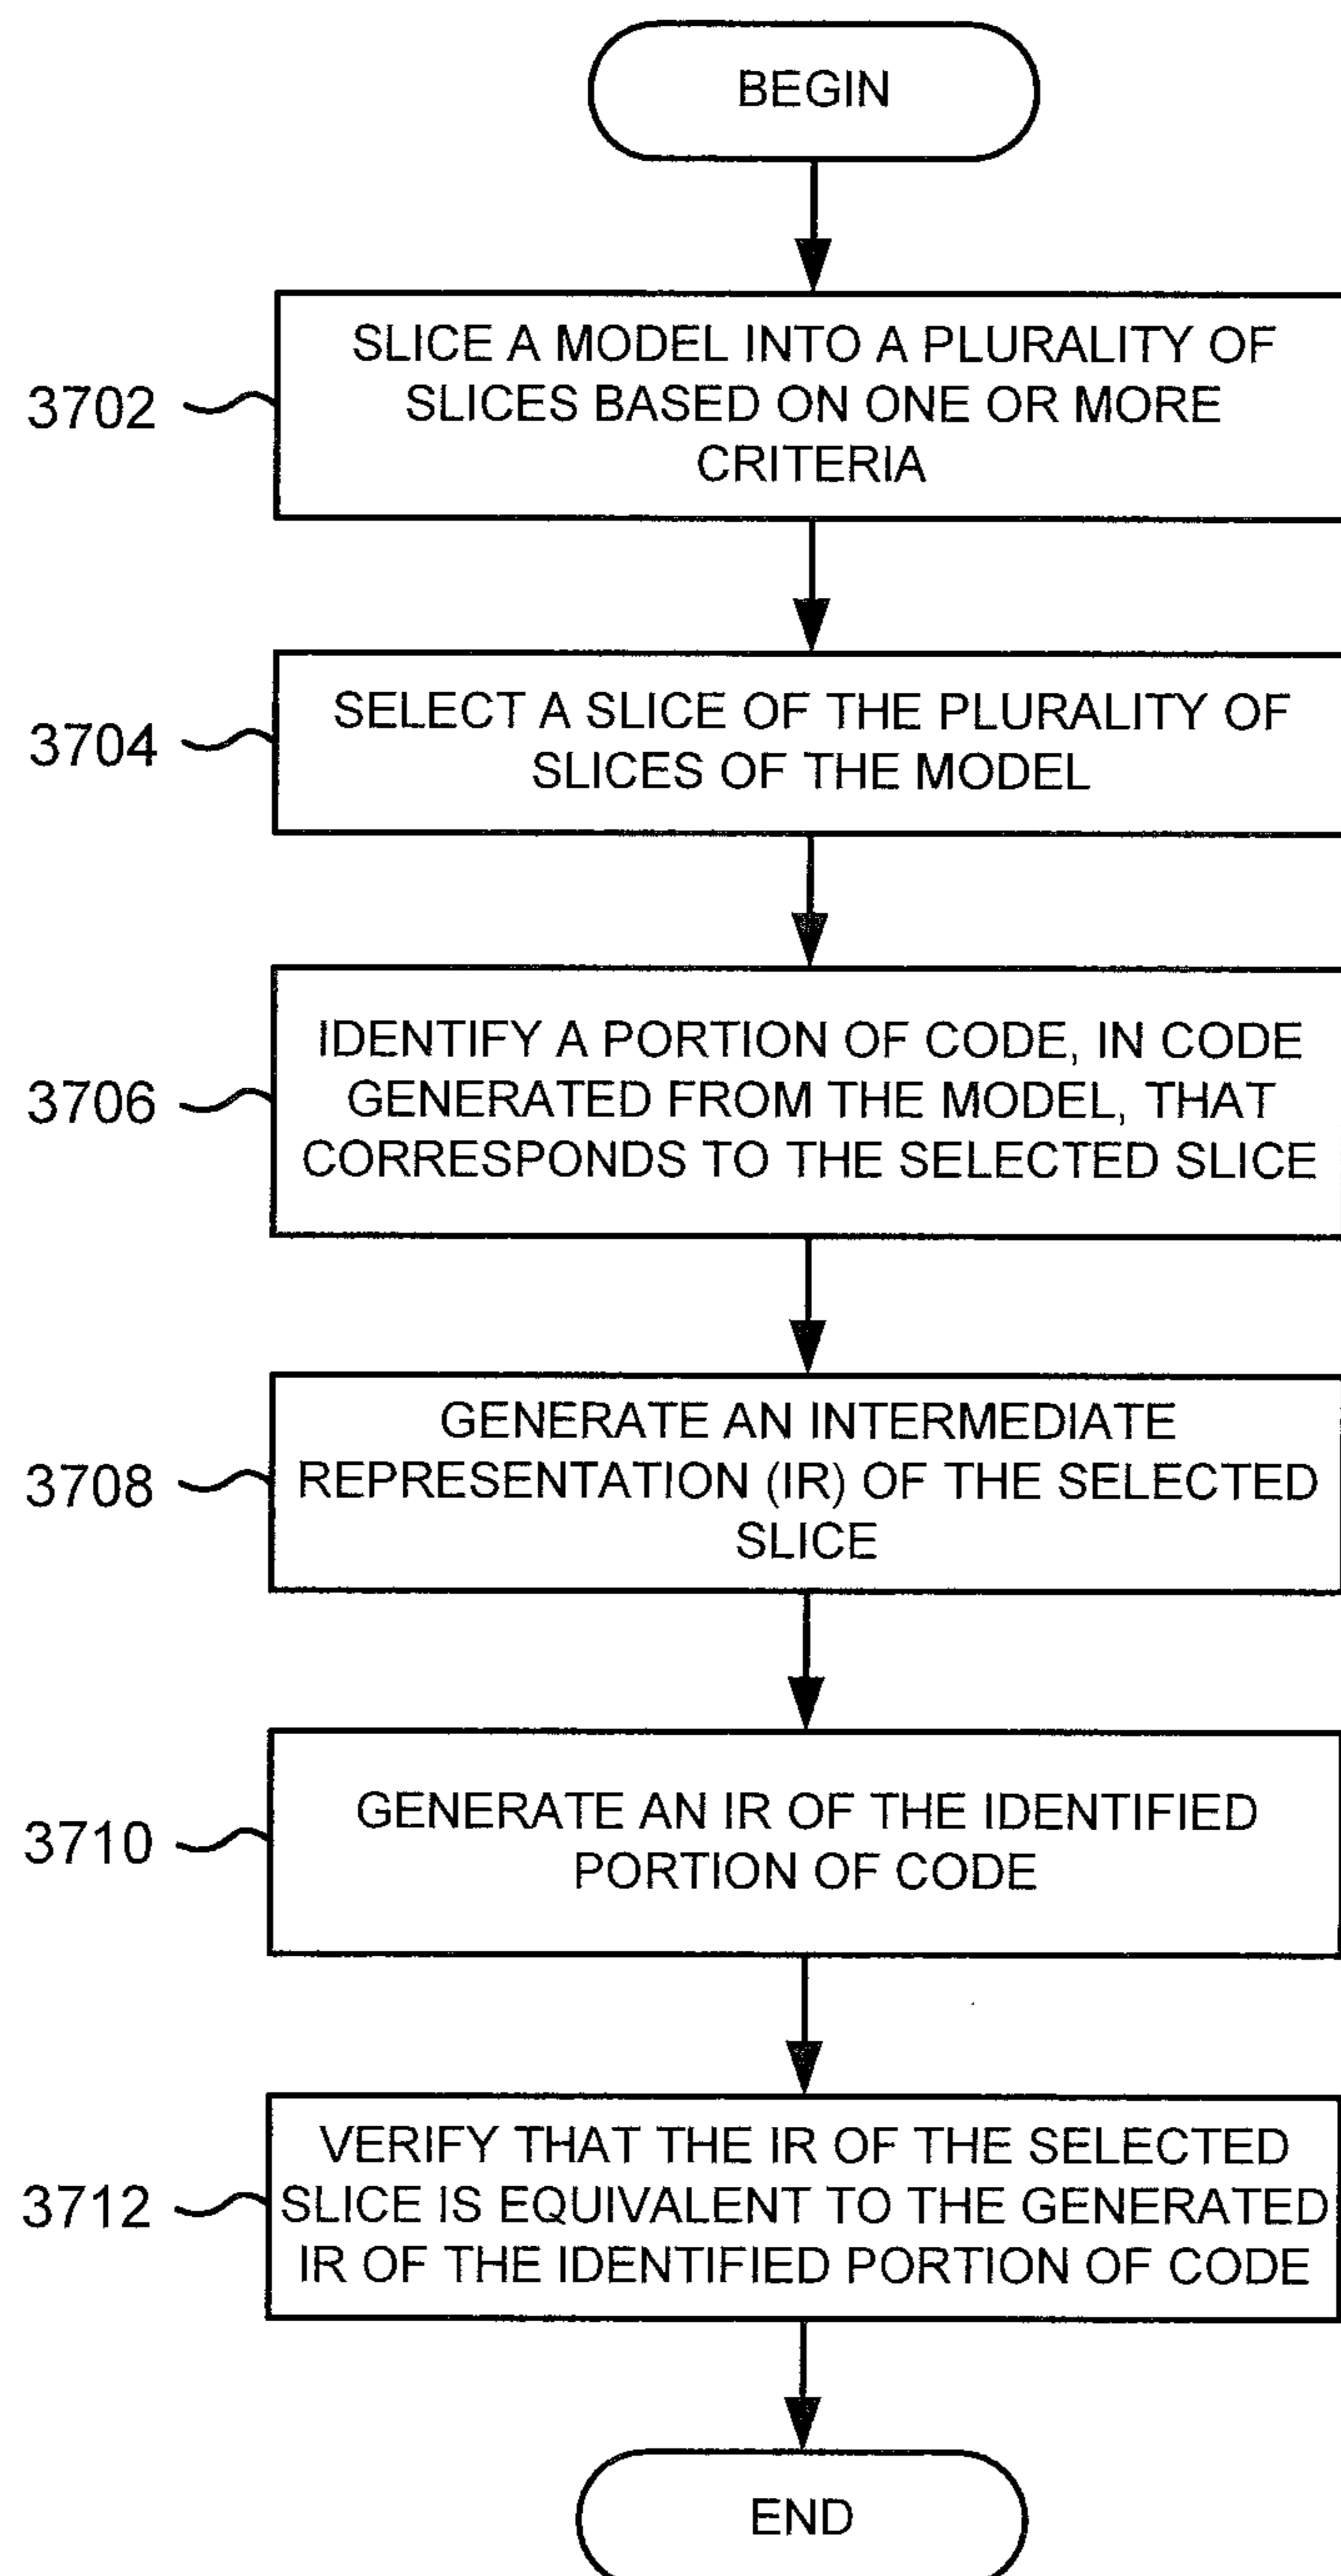 BEGIN
3702
SLICE A MODEL INTO A PLURALITY OF
SLICES BASED ON ONE OR MORE
CRITERIA
3704
SELECT A SLICE OF THE PLURALITY OF
SLICES OF THE MODEL
3706
IDENTIFY A PORTION OF CODE, IN CODE
GENERATED FROM THE MODEL, THAT
CORRESPONDS TO THE SELECTED SLICE
3708
GENERATE AN INTERMEDIATE
REPRESENTATION (IR) OF THE SELECTED
SLICE
3710
GENERATE AN IR OF THE IDENTIFIED
PORTION OF CODE
3712
VERIFY THAT THE IR OF THE SELECTED
SLICE IS EQUIVALENT TO THE GENERATED
IR OF THE IDENTIFIED PORTION OF CODE
END